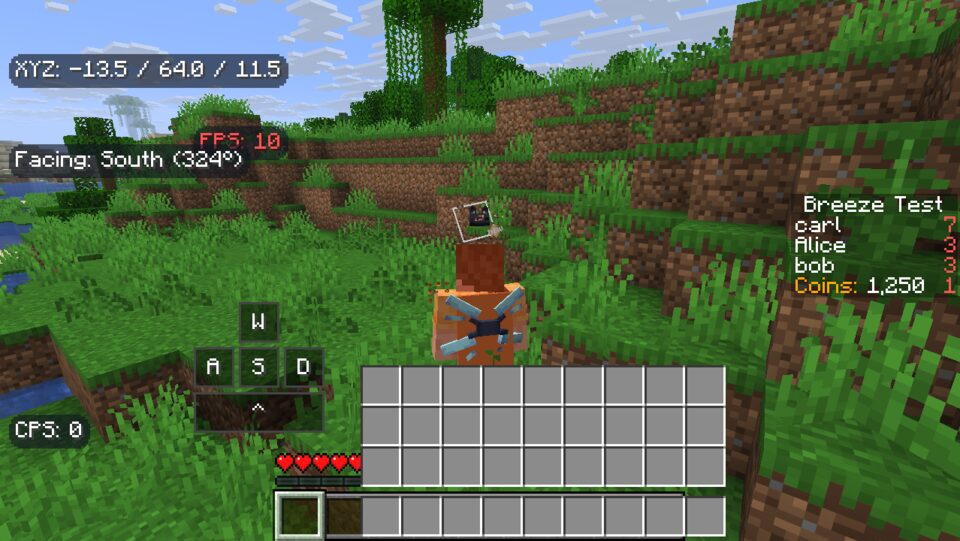 XYZ: -13.5 / 64.0 / 11.5
FPS: 10
Facing: South (324º)
Breeze Test
carl 7
Alice 3
bob 3
Coins: 1,250 1
W
A S D
^
CPS: 0